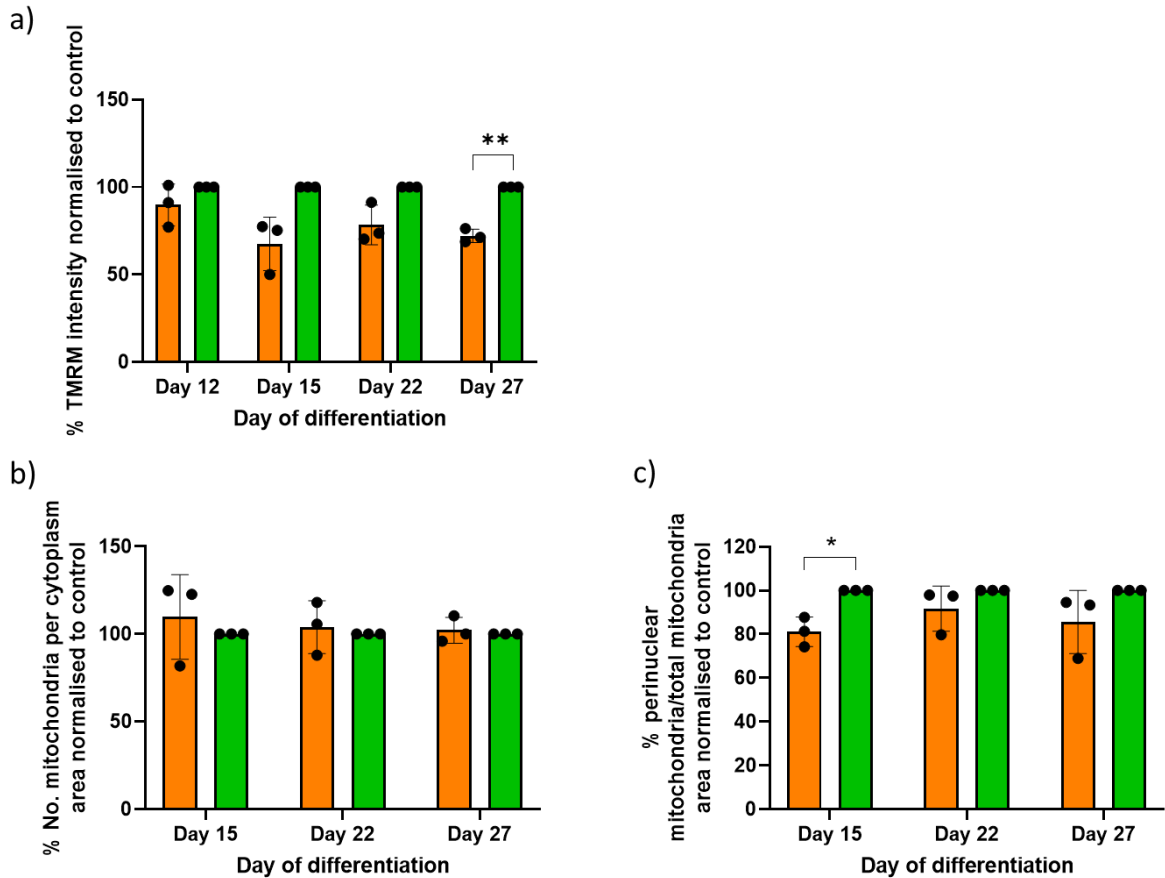 a)
% TMRM intensity normalised to control
150
100
50
0
**
Day 12 Day 15 Day 22 Day 27
Day of differentiation
b)
% No. mitochondria per cytoplasm
area normalised to control
150
100
50
0
Day 15 Day 22 Day 27
Day of differentiation
c)
% perinuclear
mitochondria/total mitochondria
area normalised to control
120
100
80
60
40
20
0
*
Day 15 Day 22 Day 27
Day of differentiation